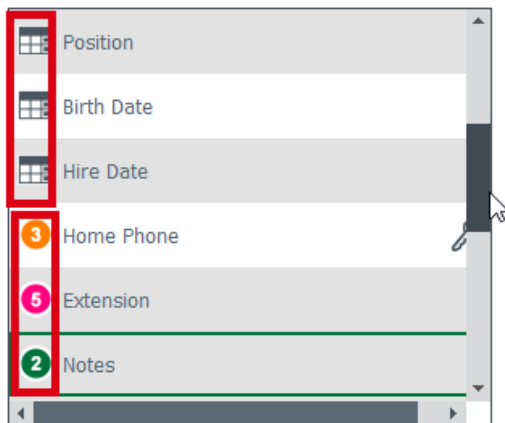 Position
Birth Date
Hire Date
3 Home Phone
5 Extension
2 Notes